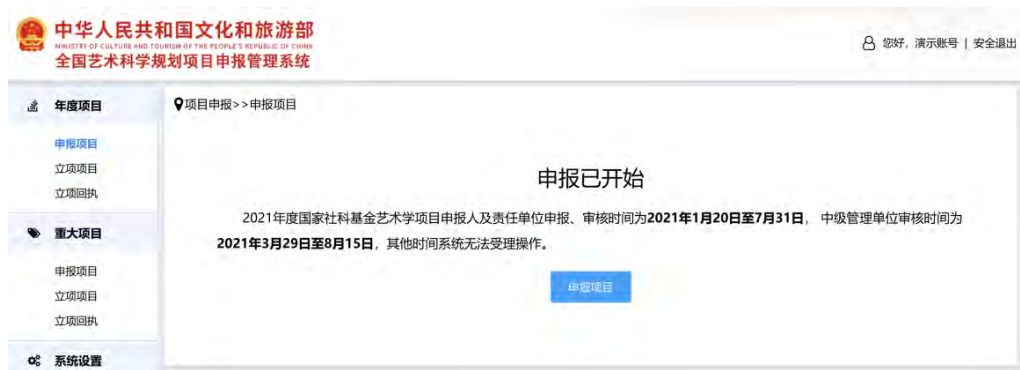 中华人民共和国文化和旅游部
MINISTRY OF CULTURE AND TOURISM OF THE PEOPLE'S REPUBLIC OF CHINA
全国艺术科学规划项目申报管理系统
您好，演示账号 | 安全退出
年度项目
申报项目
立项项目
立项回执
重大项目
申报项目
立项项目
立项回执
系统设置
项目申报>>申报项目
申报已开始
2021年度国家社科基金艺术学项目申报人及责任单位申报、审核时间为2021年1月20日至7月31日， 中级管理单位审核时间为
2021年3月29日至8月15日，其他时间系统无法受理操作。
申报项目